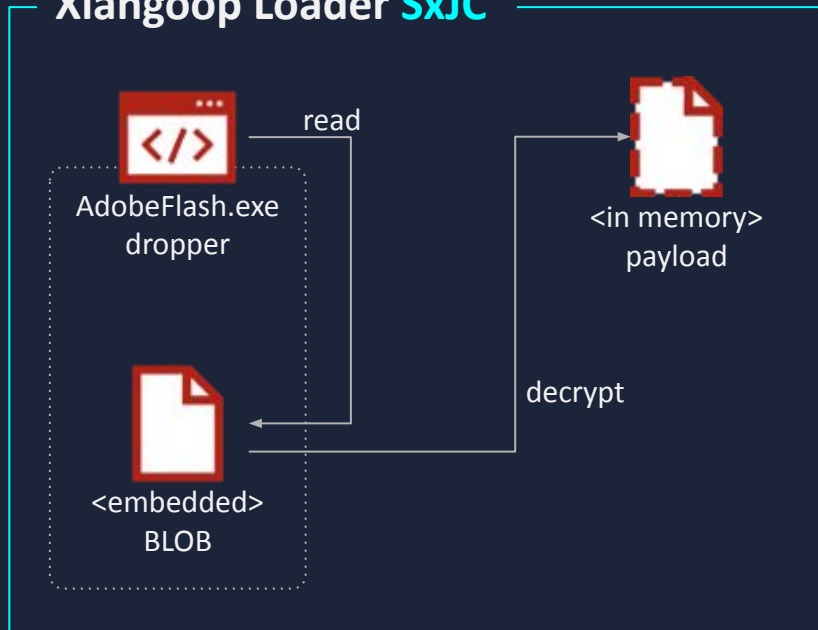 Xiangoop Loader SxJC
read
</>
AdobeFlash.exe
dropper
<in memory>
payload
decrypt
<embedded>
BLOB